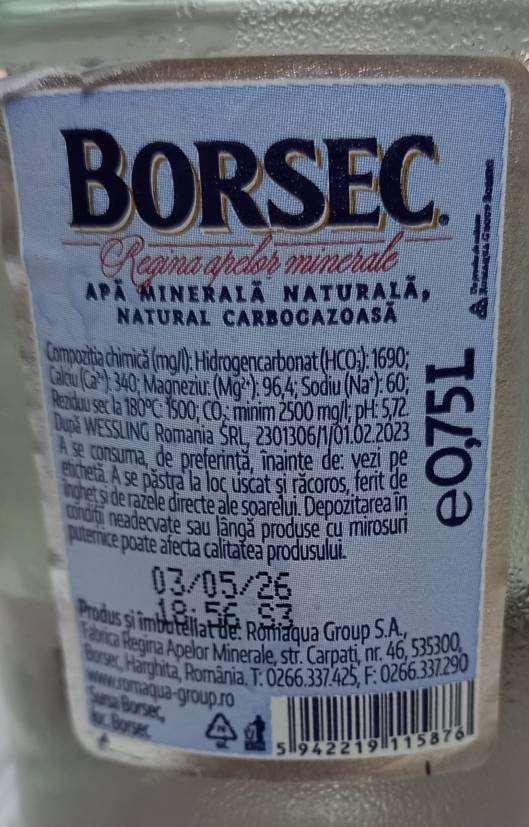 BORSEC
Regina apelor minerale
APĂ MINERALĂ NATURALĂ,
NATURAL CARBOGAZOASĂ
Compoziția chimică (mg/l): Hidrogencarbonat (HCO₃⁻): 1690;
Calciu (Ca²⁺): 340; Magneziu: (Mg²⁺): 96,4; Sodiu (Na⁺): 60;
Reziduu sec la 180°C: 1500; CO₂: minim 2500 mg/l; pH: 5,72.
După WESSLING Romania SRL, 2301306/1/01.02.2023
A se consuma, de preferință, înainte de: vezi pe
etichetă. A se păstra la loc uscat și răcoros, ferit de
îngheț și de razele directe ale soarelui. Depozitarea în
condiții neadecvate sau lângă produse cu mirosuri
puternice poate afecta calitatea produsului.
03/05/26
18:56 S3
Produs și îmbuteliat de: Romaqua Group S.A.,
Fabrica Regina Apelor Minerale, str. Carpați, nr. 46, 535300,
Borsec, Harghita, România. T: 0266.337.425, F: 0266.337.290
www.romaqua-group.ro
Sursa Borsec,
loc. Borsec
5 942219 115876
e 0,75L